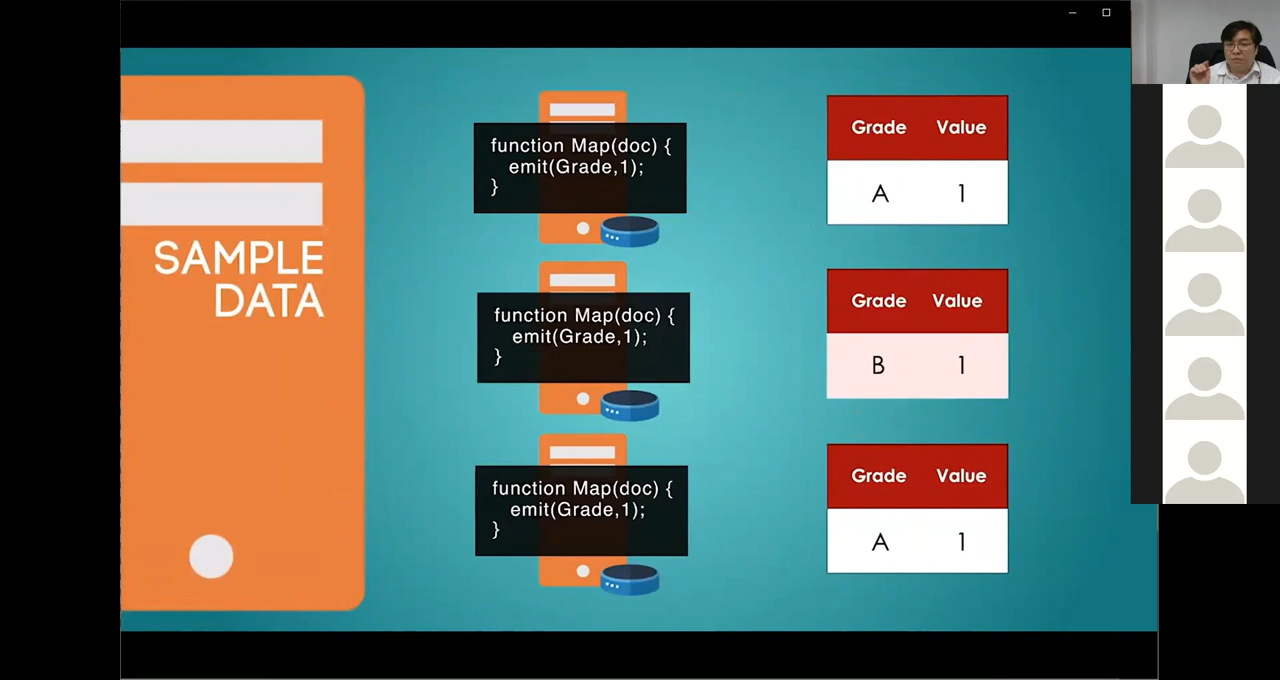 SAMPLE
DATA
function Map(doc) {
emit(Grade,1);
}
Grade Value
A 1
function Map(doc) {
emit(Grade,1);
}
Grade Value
B 1
function Map(doc) {
emit(Grade,1);
}
Grade Value
A 1